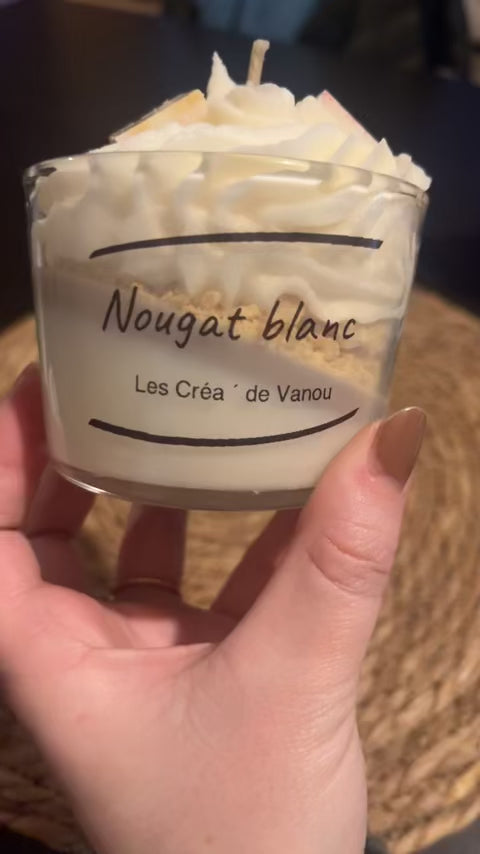 Nougat blanc
Les Créa ´ de Vanou